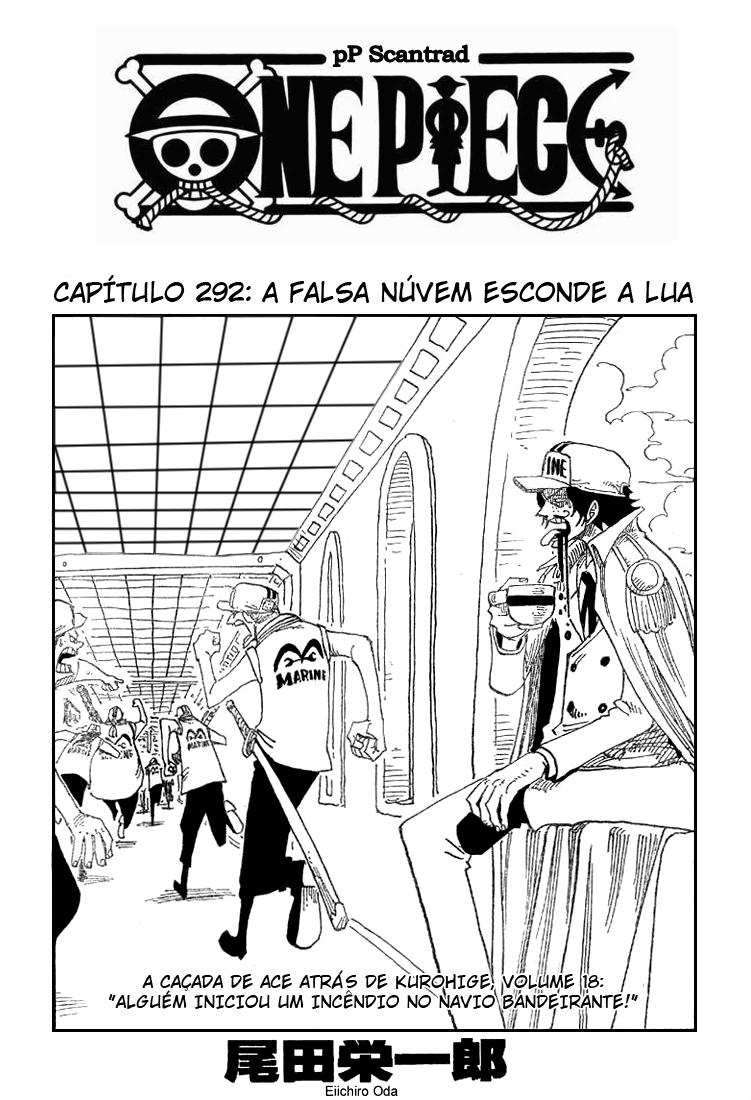 pP Scantrad
ONE PIECE
CAPÍTULO 292: A FALSA NÚVEM ESCONDE A LUA
INE
MARINE
MARINE
A CAÇADA DE ACE ATRÁS DE KUROHIGE, VOLUME 18:
"ALGUÉM INICIOU UM INCÊNDIO NO NAVIO BANDEIRANTE!"
尾田栄一郎
Eiichiro Oda